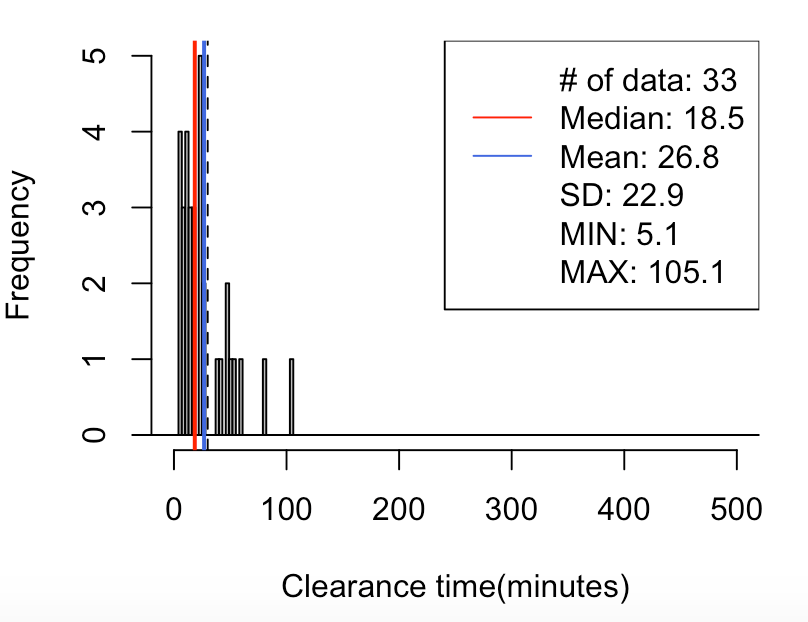 # of data: 33
Median: 18.5
Mean: 26.8
SD: 22.9
MIN: 5.1
MAX: 105.1
Frequency
5
4
3
2
1
0
0 100 200 300 400 500
Clearance time(minutes)